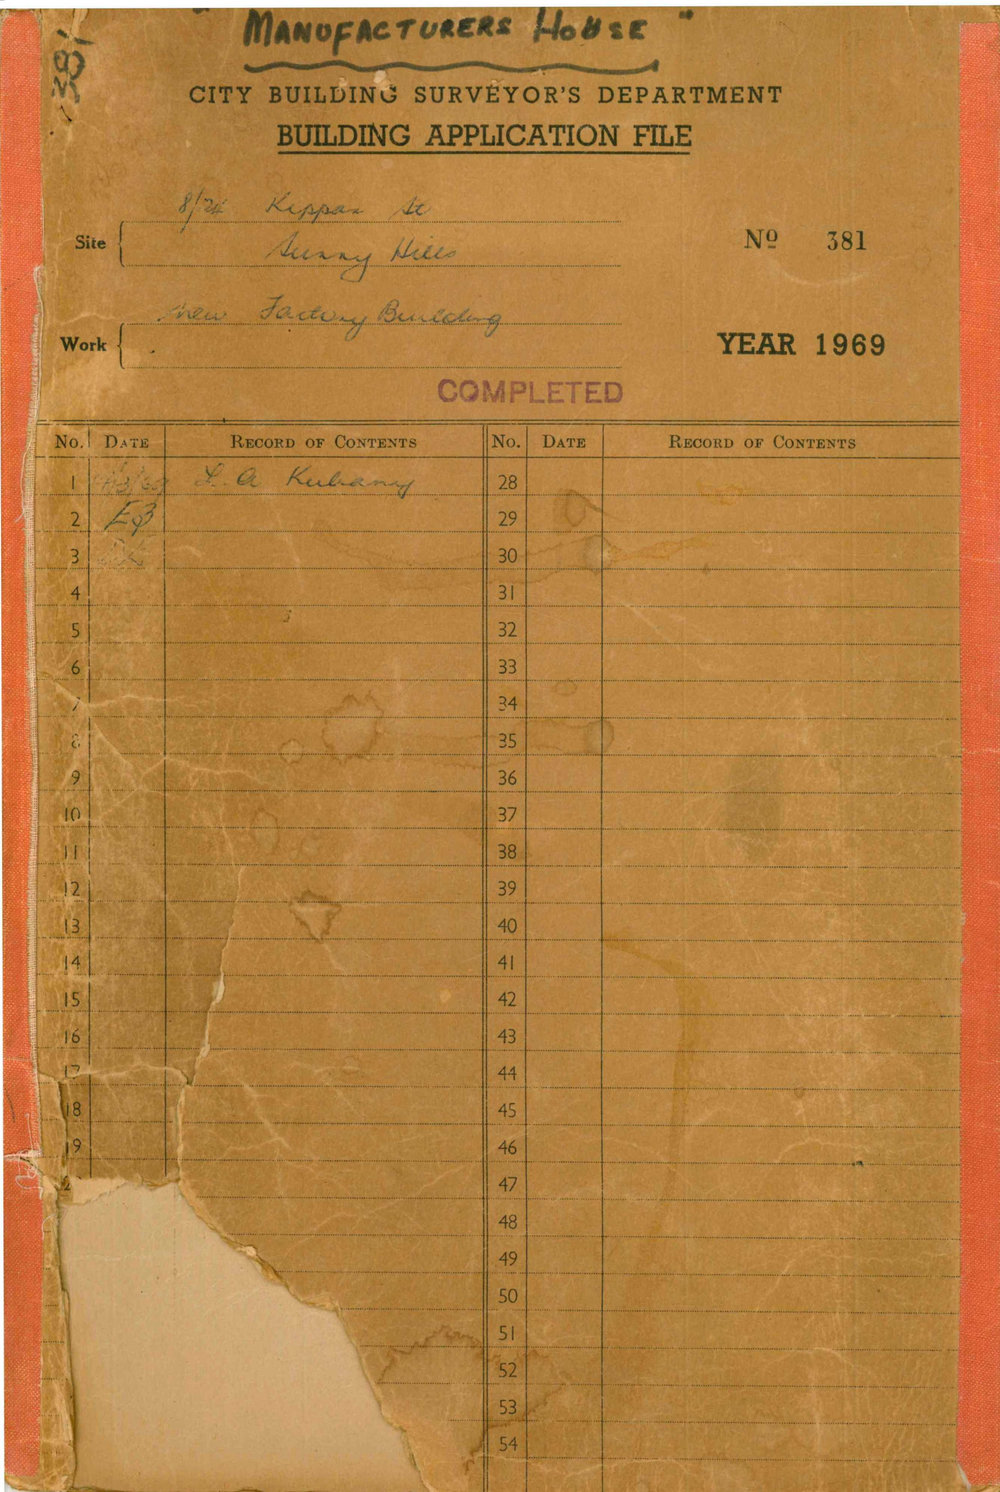 381
" MANUFACTURERS HOUSE "
CITY BUILDING SURVEYOR'S DEPARTMENT
BUILDING APPLICATION FILE
Site
8/24 Kippax St
Surry Hills
Nº 381
Work
New Factory Building
YEAR 1969
COMPLETED
No. DATE RECORD OF CONTENTS No. DATE RECORD OF CONTENTS
1 L. A Kubany 28
2 29
3 30
4 31
5 32
6 33
7 34
8 35
9 36
10 37
11 38
12 39
13 40
14 41
15 42
16 43
17 44
18 45
19 46
47
48
49
50
51
52
53
54